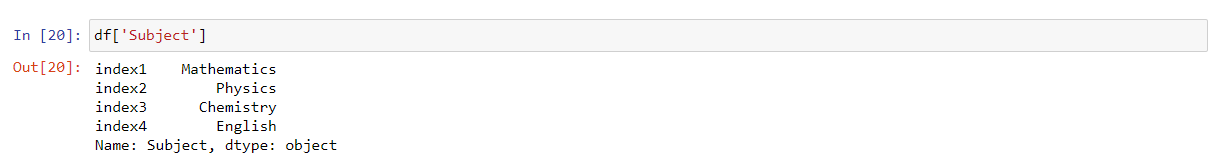 In [20]: df['Subject']
Out[20]: index1    Mathematics
index2        Physics
index3      Chemistry
index4        English
Name: Subject, dtype: object